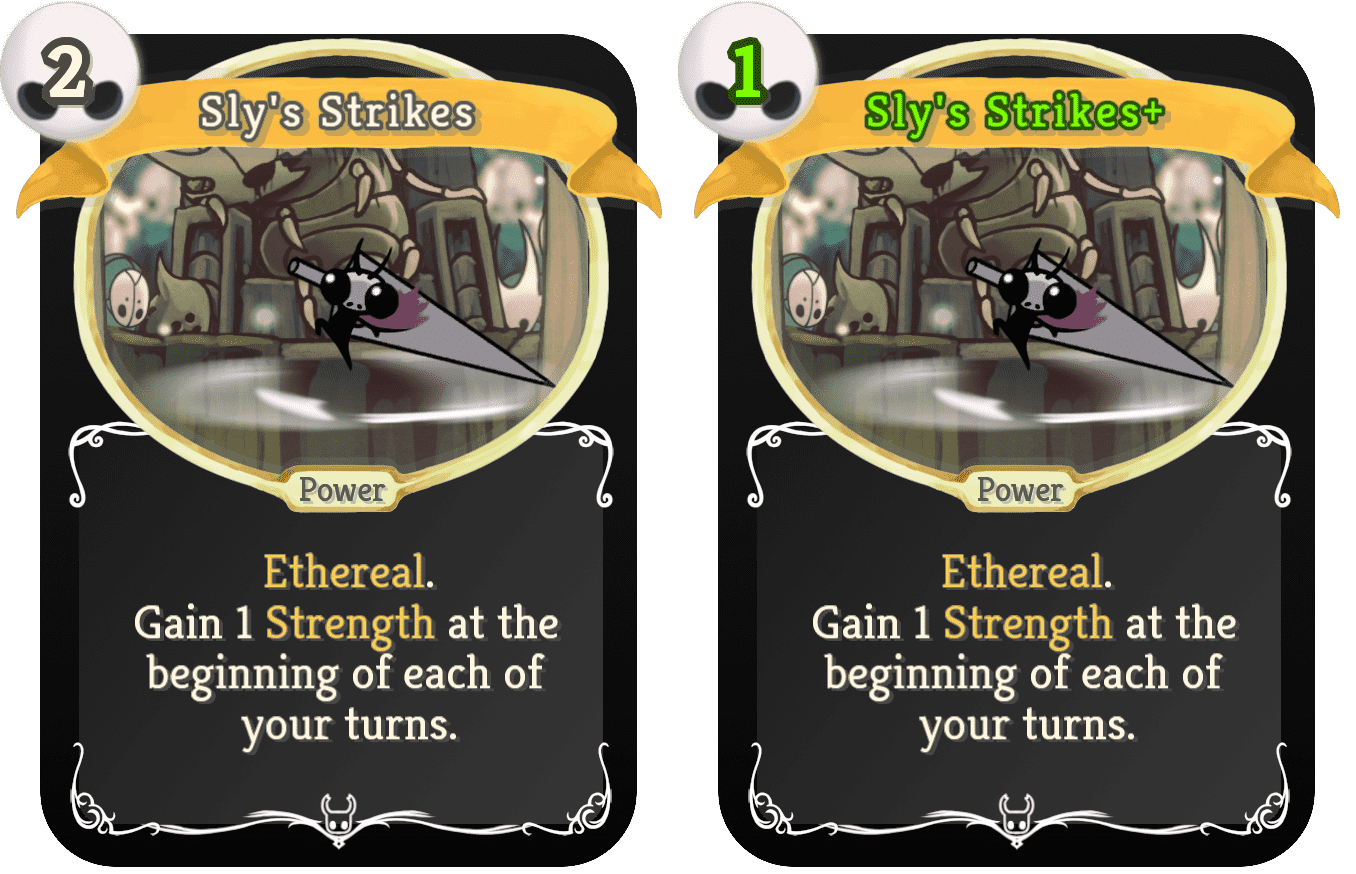 2
Sly's Strikes
Power
Ethereal.
Gain 1 Strength at the
beginning of each of
your turns.
1
Sly's Strikes+
Power
Ethereal.
Gain 1 Strength at the
beginning of each of
your turns.